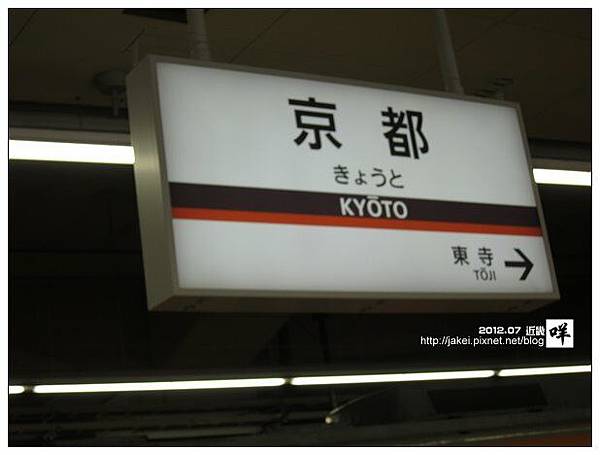 京都
きょうと
KYŌTO
東寺 →
TŌJI
2012.07 近畿 咩
http://jakei.pixnet.net/blog